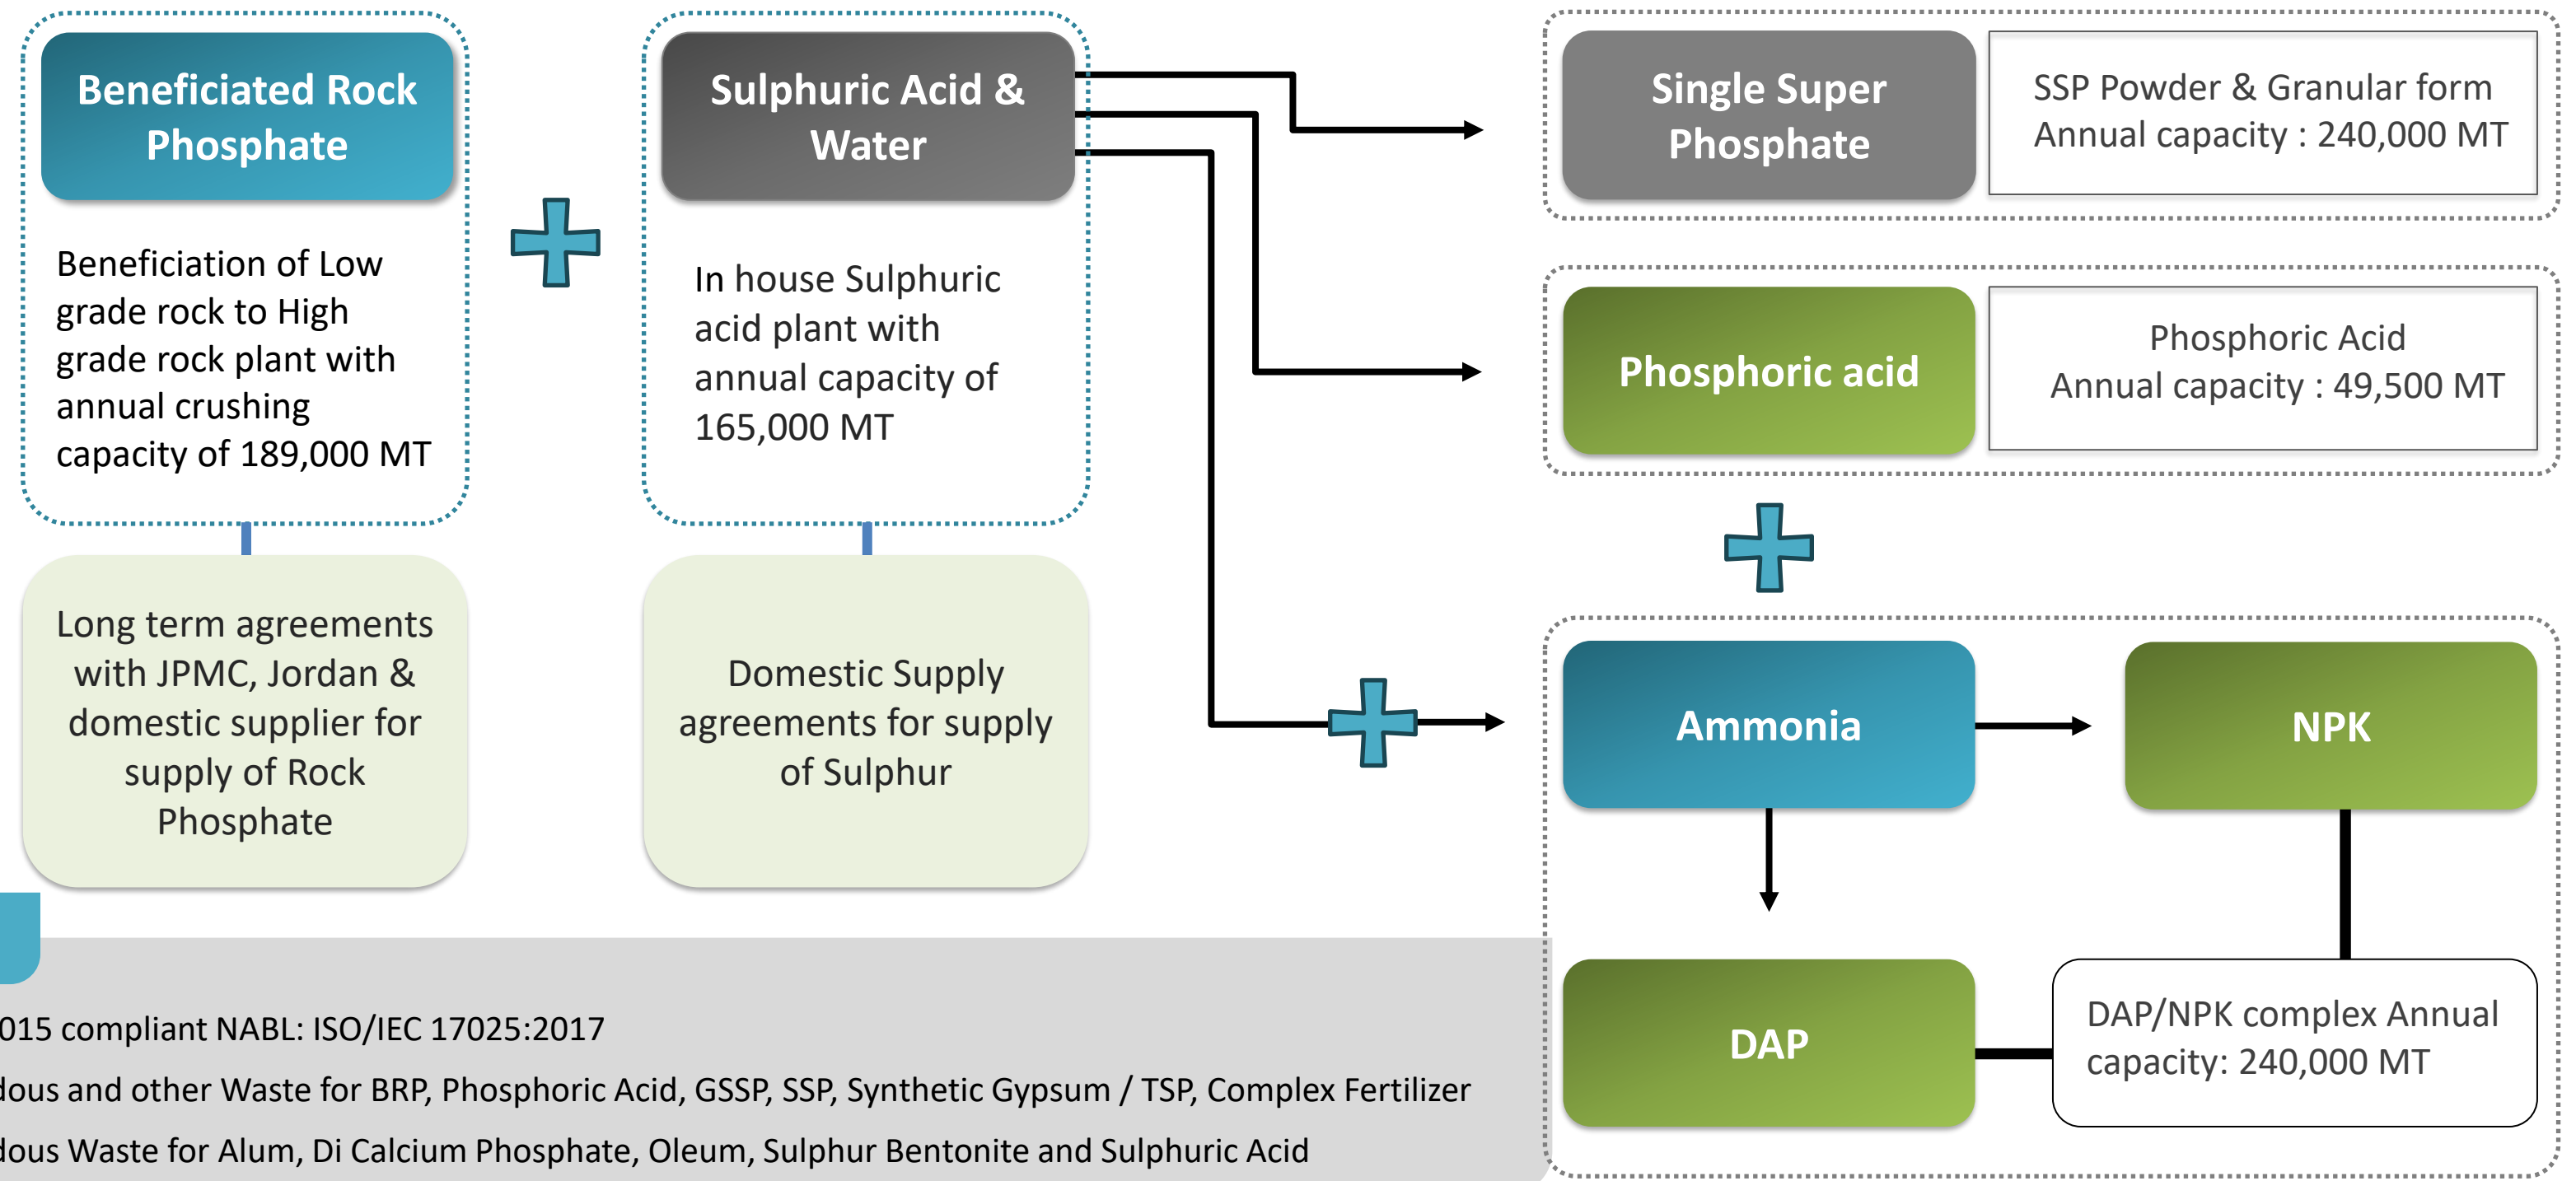 Beneficiated Rock
Phosphate
Beneficiation of Low
grade rock to High
grade rock plant with
annual crushing
capacity of 189,000 MT
Long term agreements
with JPMC, Jordan &
domestic supplier for
supply of Rock
Phosphate
Sulphuric Acid &
Water
In house Sulphuric
acid plant with
annual capacity of
165,000 MT
Domestic Supply
agreements for supply
of Sulphur
Single Super
Phosphate
SSP Powder & Granular form
Annual capacity : 240,000 MT
Phosphoric acid
Phosphoric Acid
Annual capacity : 49,500 MT
Ammonia
NPK
DAP
DAP/NPK complex Annual
capacity: 240,000 MT
015 compliant NABL: ISO/IEC 17025:2017
dous and other Waste for BRP, Phosphoric Acid, GSSP, SSP, Synthetic Gypsum / TSP, Complex Fertilizer
dous Waste for Alum, Di Calcium Phosphate, Oleum, Sulphur Bentonite and Sulphuric Acid